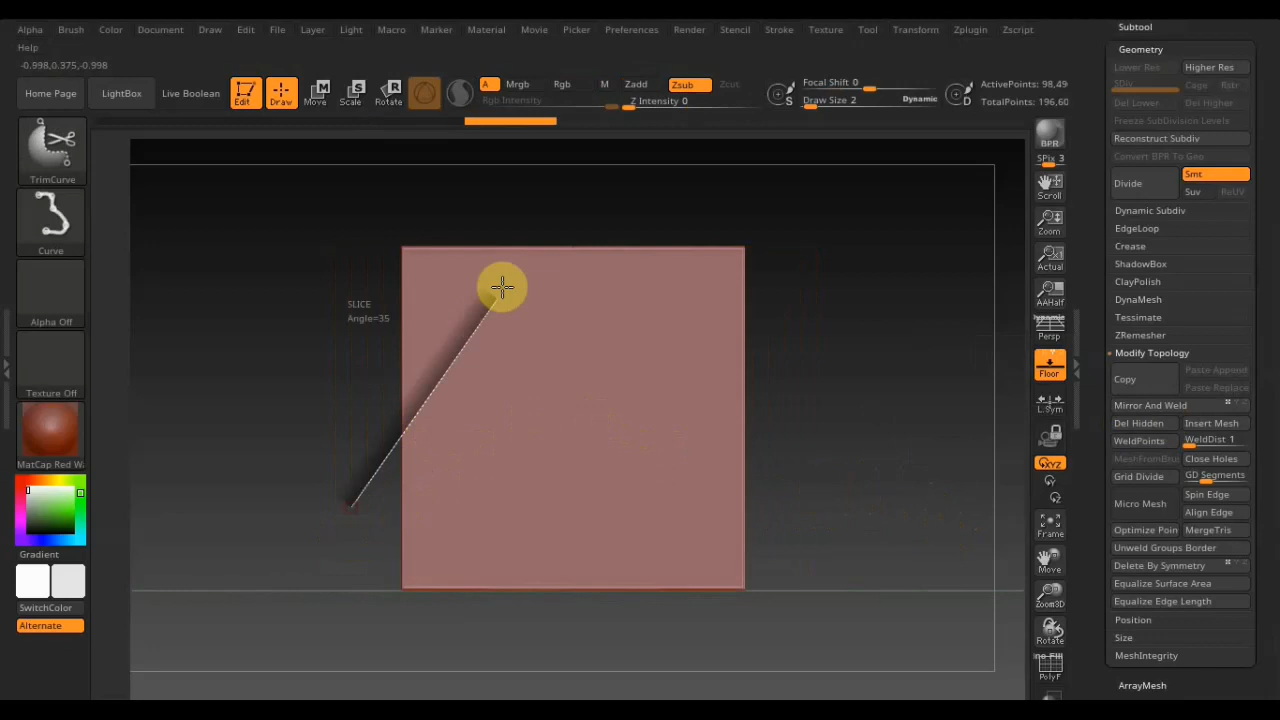 Alpha Brush Color Document Draw Edit File Layer Light Macro Marker Material Movie Picker Preferences Render Stencil Stroke Texture Tool Transform Zplugin Zscript
Help
-0.998,0.375,-0.998
Home Page
LightBox
Live Boolean
Edit
Draw
Move
Scale
Rotate
A
Mrgb
Rgb
M
Zadd
Zsub
Zcut
Rgb Intensity
Z Intensity 0
S
Focal Shift 0
Draw Size 2
Dynamic
D
ActivePoints: 98,49
TotalPoints: 196,60
TrimCurve
Curve
Alpha Off
Texture Off
MatCap Red W
Gradient
SwitchColor
Alternate
SLICE
Angle=35
BPR
SPix 3
Scroll
Zoom
Actual
AAHalf
Dynamic
Persp
Floor
L.Sym
XYZ
Y
Z
Frame
Move
Zoom3D
Rotate
PolyF
Subtool
Geometry
Lower Res
Higher Res
SDiv
Cage
Rstr
Del Lower
Del Higher
Freeze SubDivision Levels
Reconstruct Subdiv
Convert BPR To Geo
Divide
Smt
Suv
ReUV
Dynamic Subdiv
EdgeLoop
Crease
ShadowBox
ClayPolish
DynaMesh
Tessimate
ZRemesher
Modify Topology
Copy
Paste Append
Paste Replace
Mirror And Weld
Del Hidden
Insert Mesh
WeldPoints
WeldDist 1
MeshFromBru
Close Holes
Grid Divide
GD Segments
Micro Mesh
Spin Edge
Align Edge
Optimize Poin
MergeTris
Unweld Groups Border
Delete By Symmetry
Equalize Surface Area
Equalize Edge Length
Position
Size
MeshIntegrity
ArrayMesh